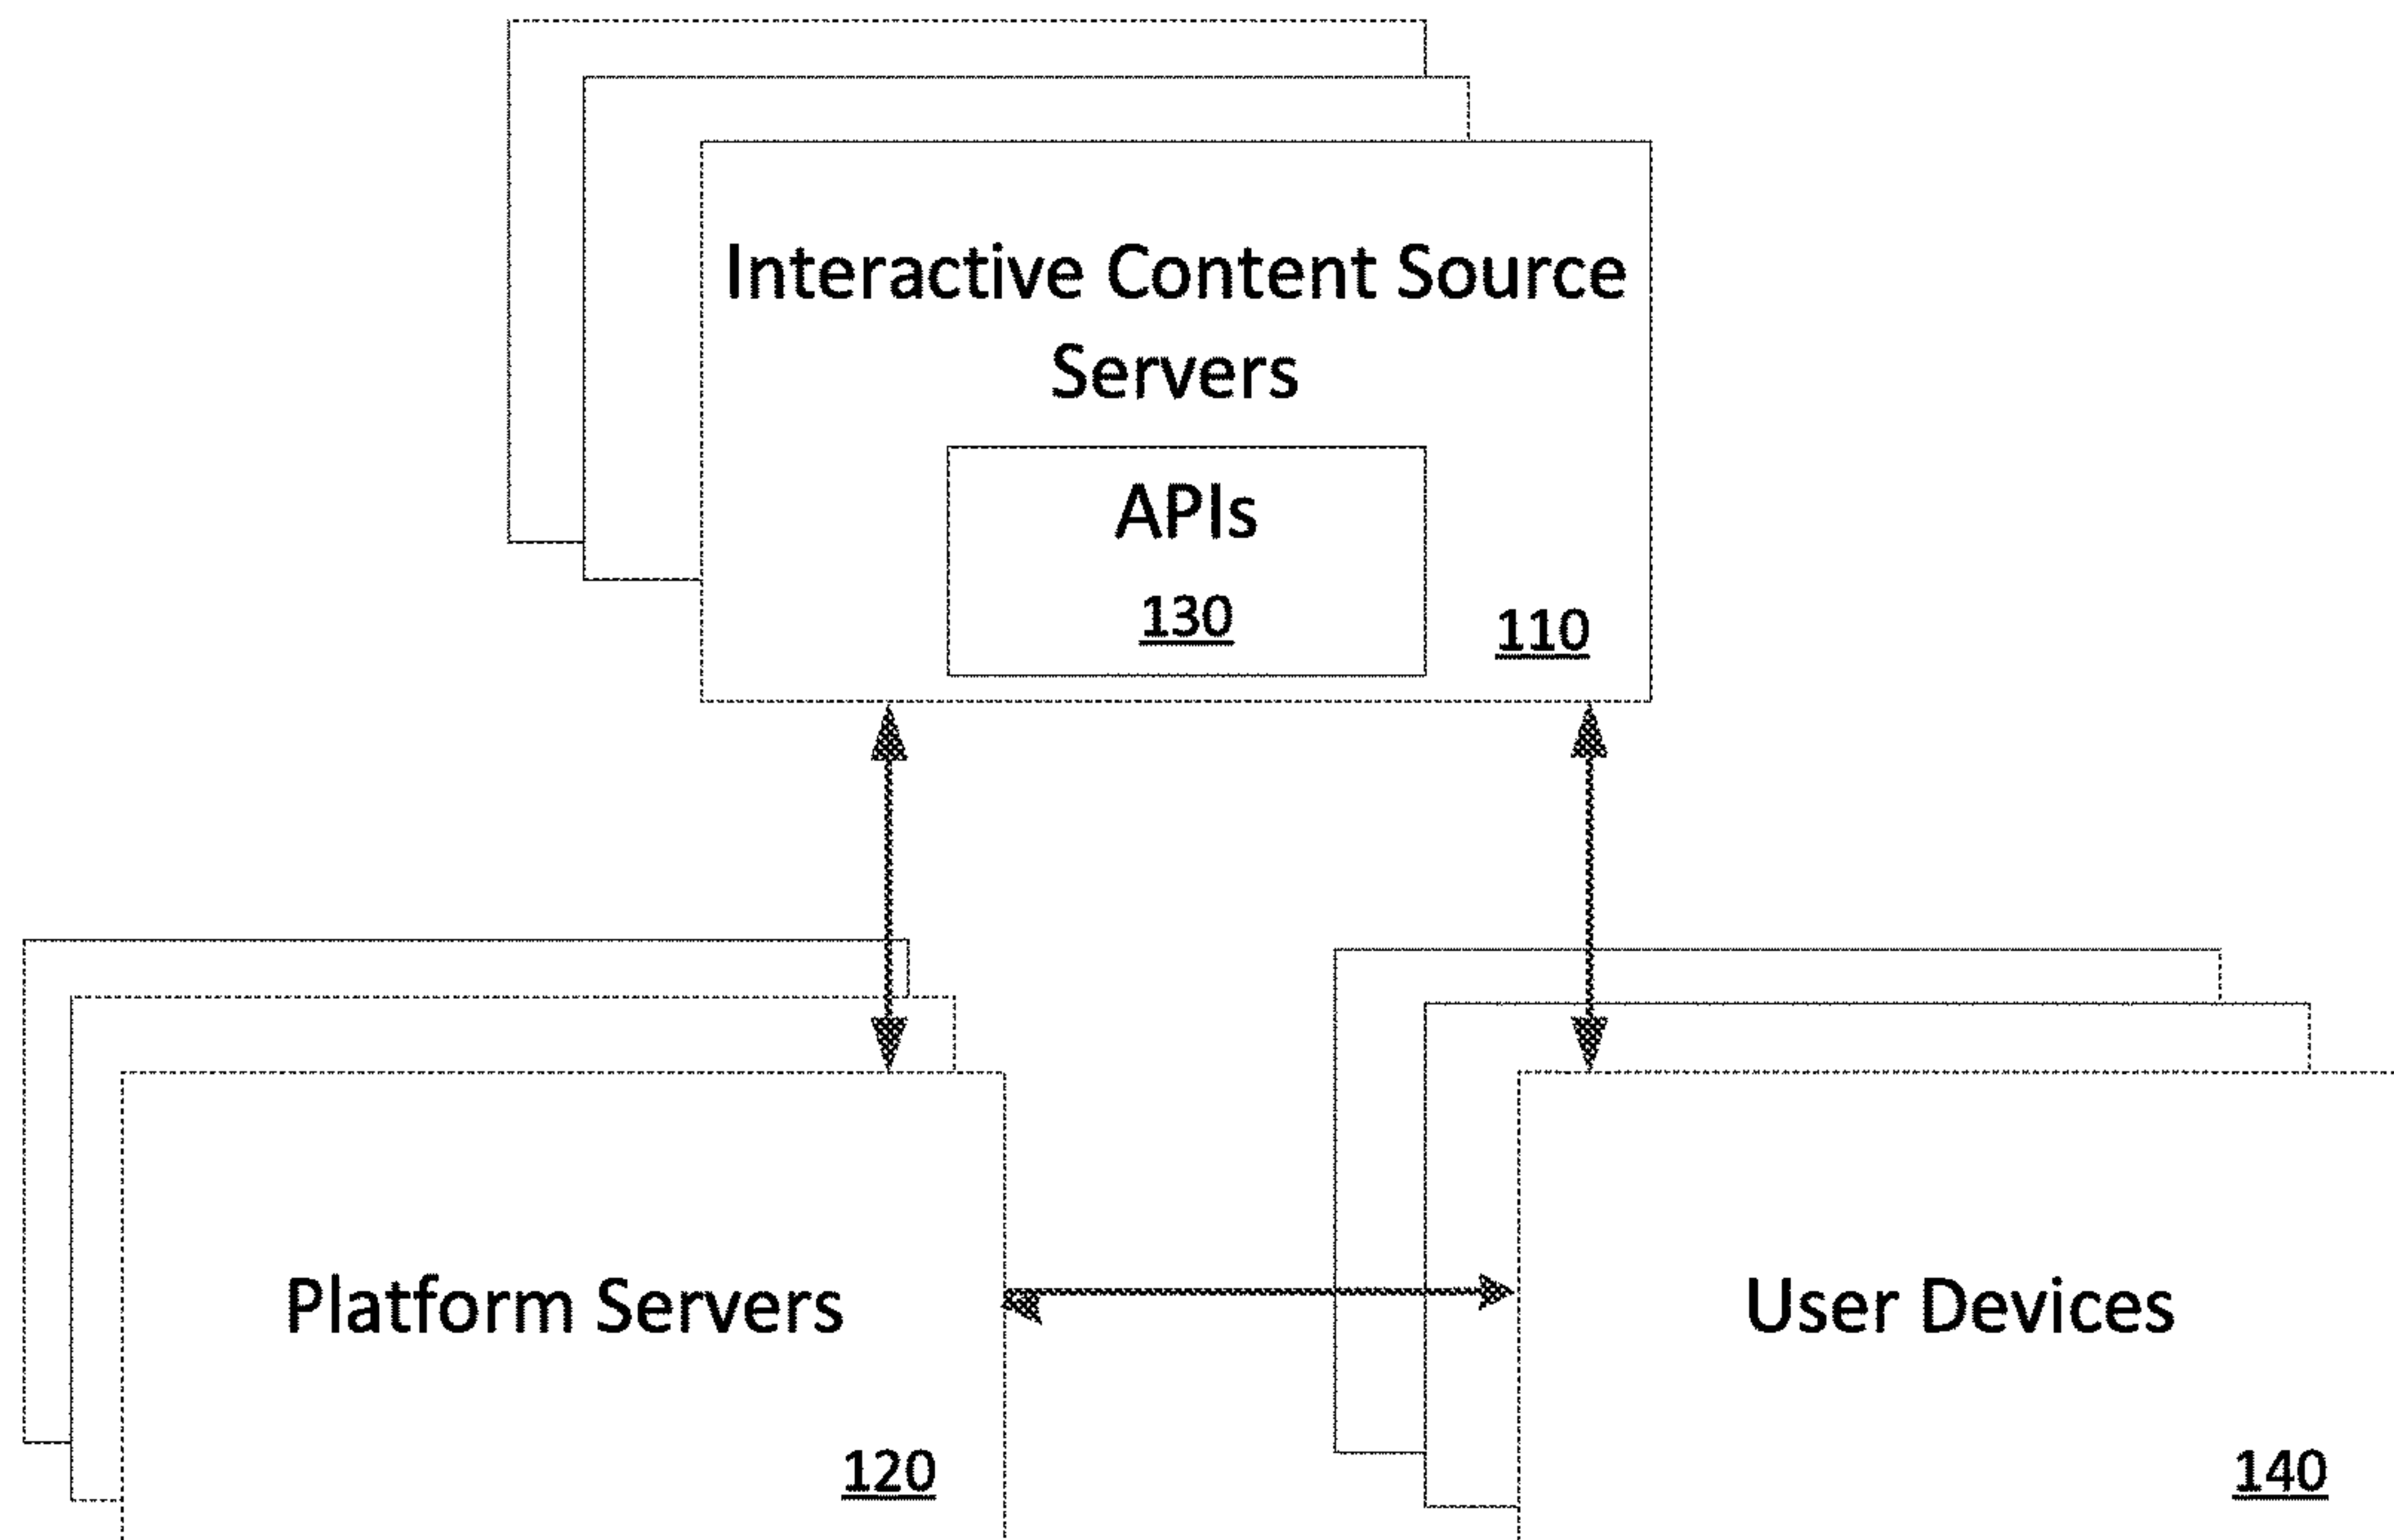 Interactive Content Source
Servers
APIs
130
110
Platform Servers
120
User Devices
140